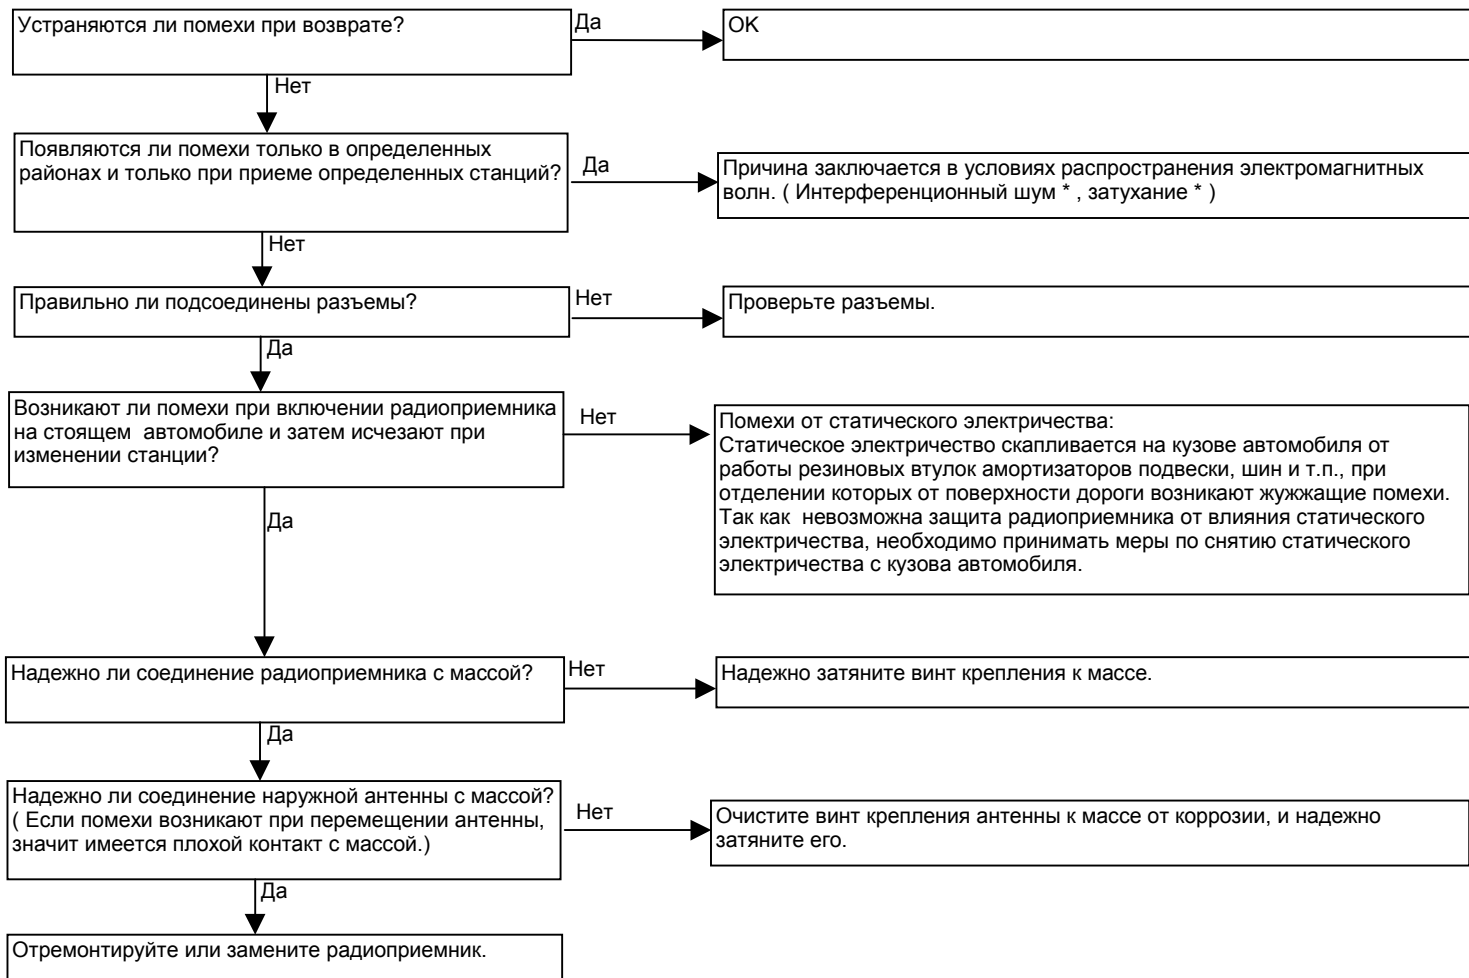 Устраняются ли помехи при возврате?
Да
OK
Нет
Появляются ли помехи только в определенных
районах и только при приеме определенных станций?
Да
Причина заключается в условиях распространения электромагнитных
волн. ( Интерференционный шум * , затухание * )
Нет
Правильно ли подсоединены разъемы?
Нет
Проверьте разъемы.
Да
Возникают ли помехи при включении радиоприемника
на стоящем  автомобиле и затем исчезают при
изменении станции?
Нет
Помехи от статического электричества:
Статическое электричество скапливается на кузове автомобиля от
работы резиновых втулок амортизаторов подвески, шин и т.п., при
отделении которых от поверхности дороги возникают жужжащие помехи.
Так как  невозможна защита радиоприемника от влияния статического
электричества, необходимо принимать меры по снятию статического
электричества с кузова автомобиля.
Да
Надежно ли соединение радиоприемника с массой?
Нет
Надежно затяните винт крепления к массе.
Да
Надежно ли соединение наружной антенны с массой?
( Если помехи возникают при перемещении антенны,
значит имеется плохой контакт с массой.)
Нет
Очистите винт крепления антенны к массе от коррозии, и надежно
затяните его.
Да
Отремонтируйте или замените радиоприемник.